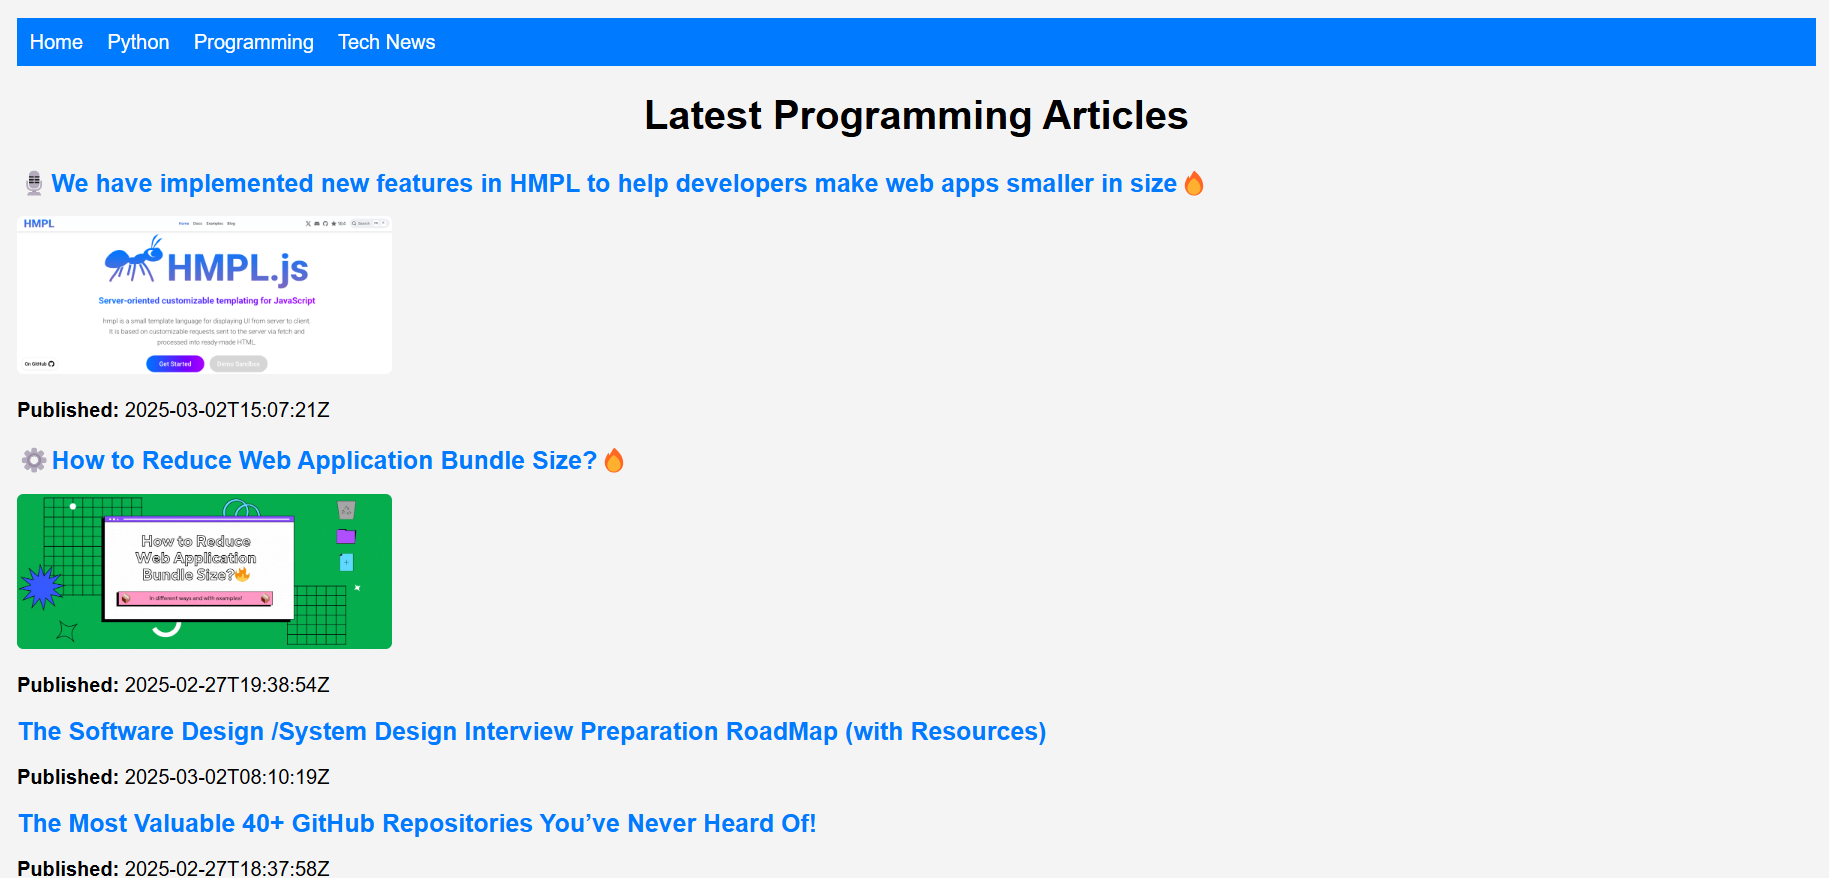 Home Python Programming Tech News
Latest Programming Articles
We have implemented new features in HMPL to help developers make web apps smaller in size
HMPL Home Docs Examples Blog 164 Search
HMPL.js
Server-oriented customizable templating for JavaScript
hmpl is a small template language for displaying UI from server to client.
It is based on customizable requests sent to the server via fetch and
processed into ready-made HTML.
On GitHub Get Started Demo Sandbox
Published: 2025-03-02T15:07:21Z
How to Reduce Web Application Bundle Size?
How to Reduce
Web Application
Bundle Size?
In different ways and with examples!
Published: 2025-02-27T19:38:54Z
The Software Design /System Design Interview Preparation RoadMap (with Resources)
Published: 2025-03-02T08:10:19Z
The Most Valuable 40+ GitHub Repositories You’ve Never Heard Of!
Published: 2025-02-27T18:37:58Z